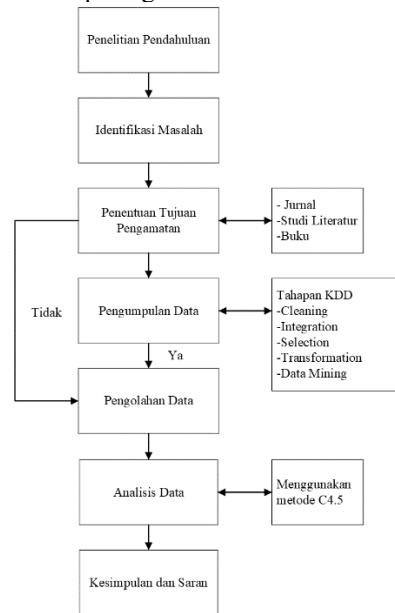 Penelitian Pendahuluan
Identifikasi Masalah
Penentuan Tujuan
Pengamatan
- Jurnal
-Studi Literatur
-Buku
Tidak
Pengumpulan Data
Tahapan KDD
-Cleaning
-Integration
-Selection
-Transformation
-Data Mining
Ya
Pengolahan Data
Analisis Data
Menggunakan
metode C4.5
Kesimpulan dan Saran